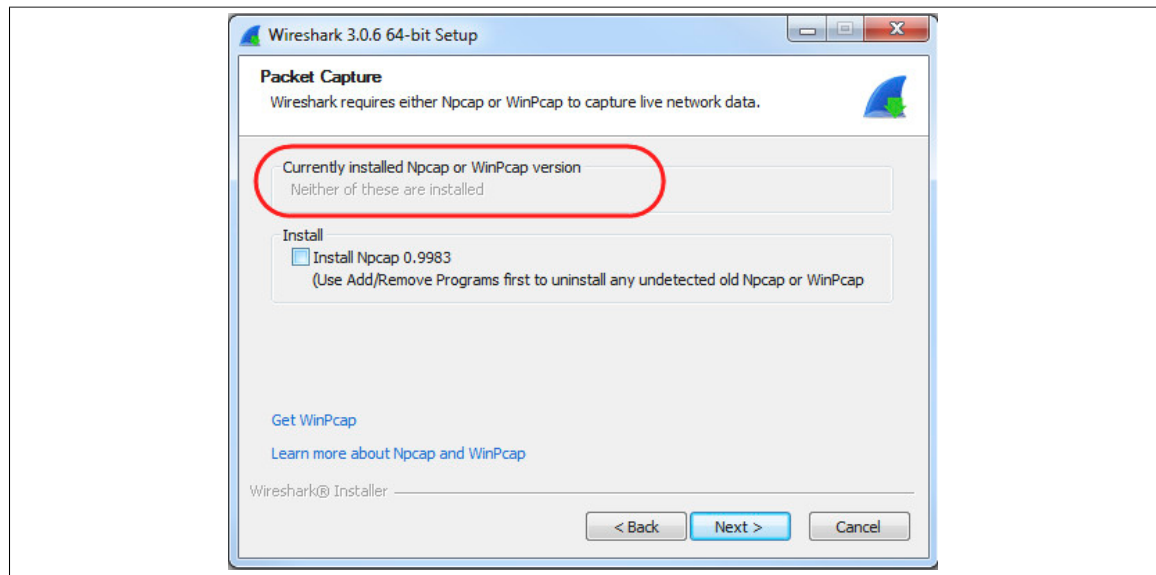 Wireshark 3.0.6 64-bit Setup
Packet Capture
Wireshark requires either Npcap or WinPcap to capture live network data.
Currently installed Npcap or WinPcap version
Neither of these are installed
Install
Install Npcap 0.9983
(Use Add/Remove Programs first to uninstall any undetected old Npcap or WinPcap
Get WinPcap
Learn more about Npcap and WinPcap
Wireshark® Installer
< Back Next > Cancel